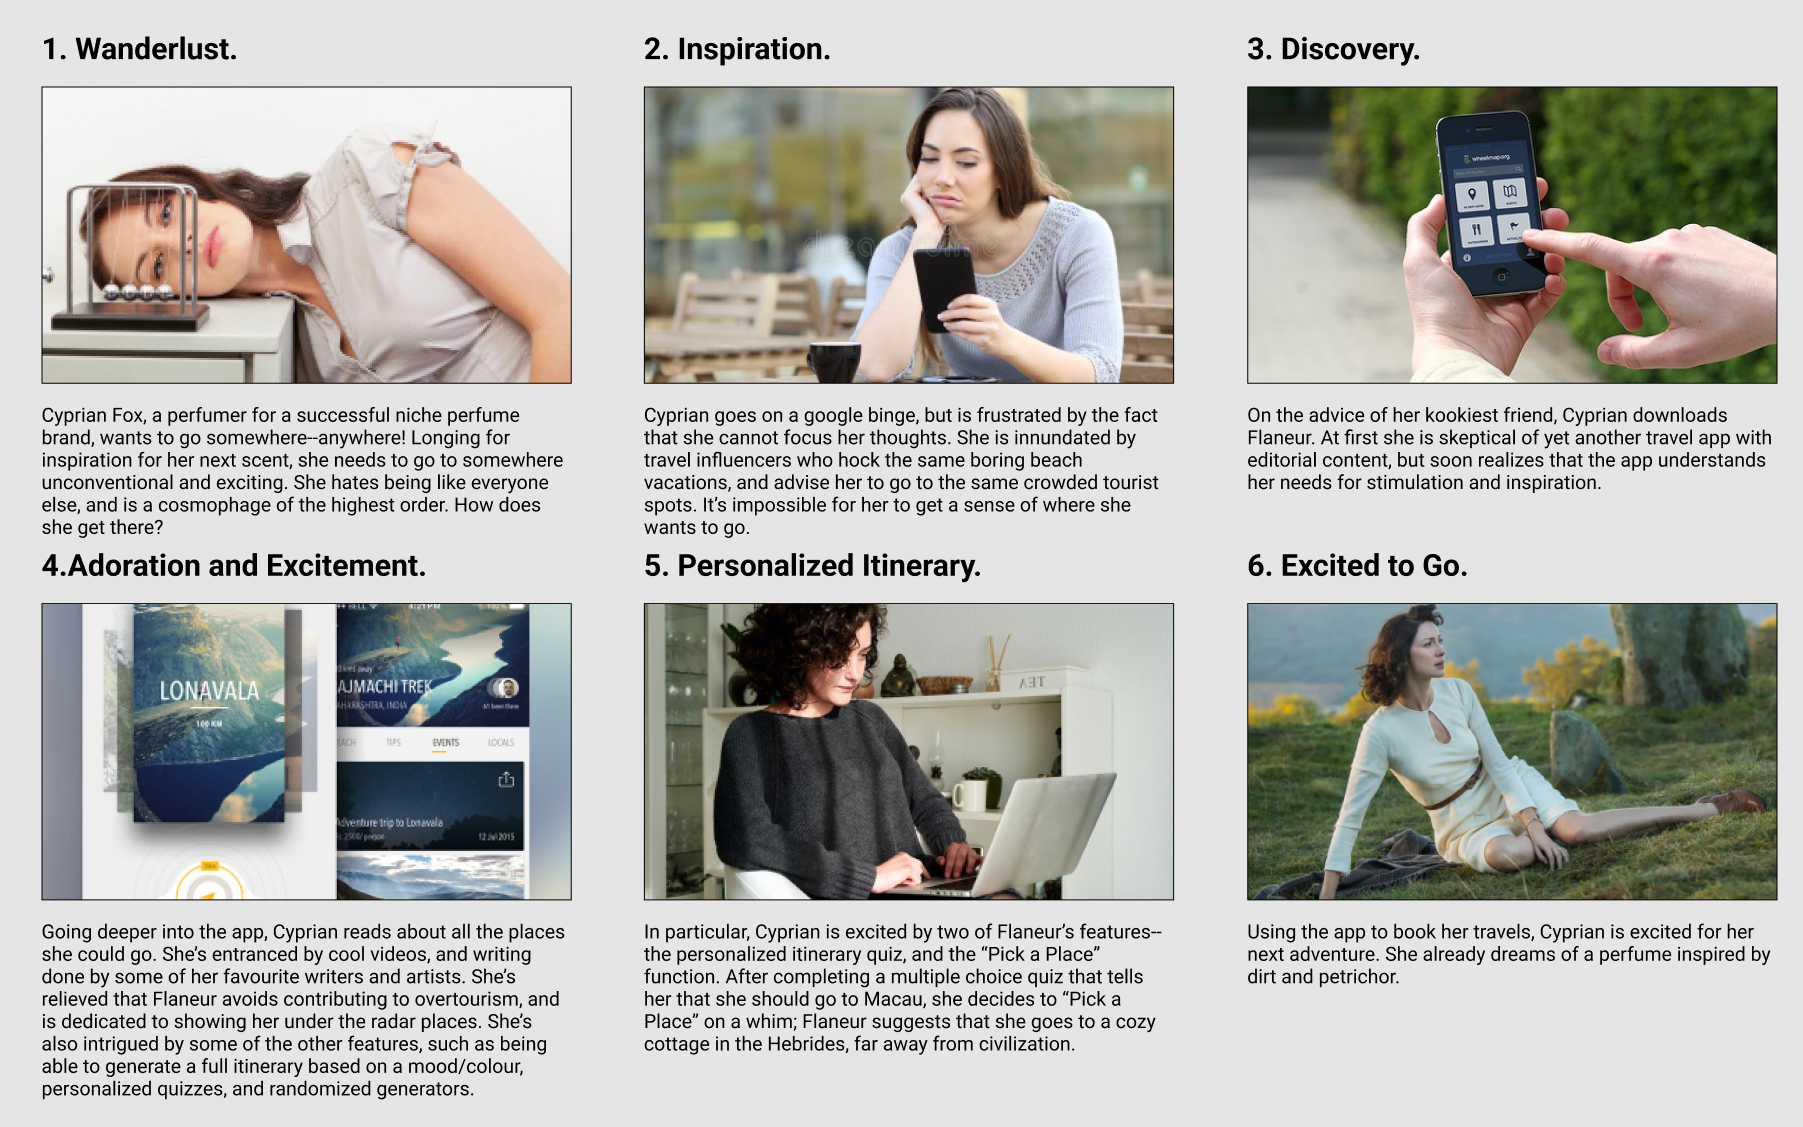 1. Wanderlust.
Cyprian Fox, a perfumer for a successful niche perfume
brand, wants to go somewhere--anywhere! Longing for
inspiration for her next scent, she needs to go to somewhere
unconventional and exciting. She hates being like everyone
else, and is a cosmophage of the highest order. How does
she get there?
2. Inspiration.
Cyprian goes on a google binge, but is frustrated by the fact
that she cannot focus her thoughts. She is innundated by
travel influencers who hock the same boring beach
vacations, and advise her to go to the same crowded tourist
spots. It’s impossible for her to get a sense of where she
wants to go.
3. Discovery.
wheelmap.org
On the advice of her kookiest friend, Cyprian downloads
Flaneur. At first she is skeptical of yet another travel app with
editorial content, but soon realizes that the app understands
her needs for stimulation and inspiration.
4.Adoration and Excitement.
BELL 4:21PM 100%
LONAVALA
100 KM
kms away
AJMACHI TREK
AHARASHTRA, INDIA
61 been there
EACH TIPS EVENTS LOCALS
Adventure trip to Lonavala
2500/ person 12 Jul 2015
Going deeper into the app, Cyprian reads about all the places
she could go. She’s entranced by cool videos, and writing
done by some of her favourite writers and artists. She’s
relieved that Flaneur avoids contributing to overtourism, and
is dedicated to showing her under the radar places. She’s
also intrigued by some of the other features, such as being
able to generate a full itinerary based on a mood/colour,
personalized quizzes, and randomized generators.
5. Personalized Itinerary.
TEA
In particular, Cyprian is excited by two of Flaneur’s features--
the personalized itinerary quiz, and the “Pick a Place”
function. After completing a multiple choice quiz that tells
her that she should go to Macau, she decides to “Pick a
Place” on a whim; Flaneur suggests that she goes to a cozy
cottage in the Hebrides, far away from civilization.
6. Excited to Go.
Using the app to book her travels, Cyprian is excited for her
next adventure. She already dreams of a perfume inspired by
dirt and petrichor.